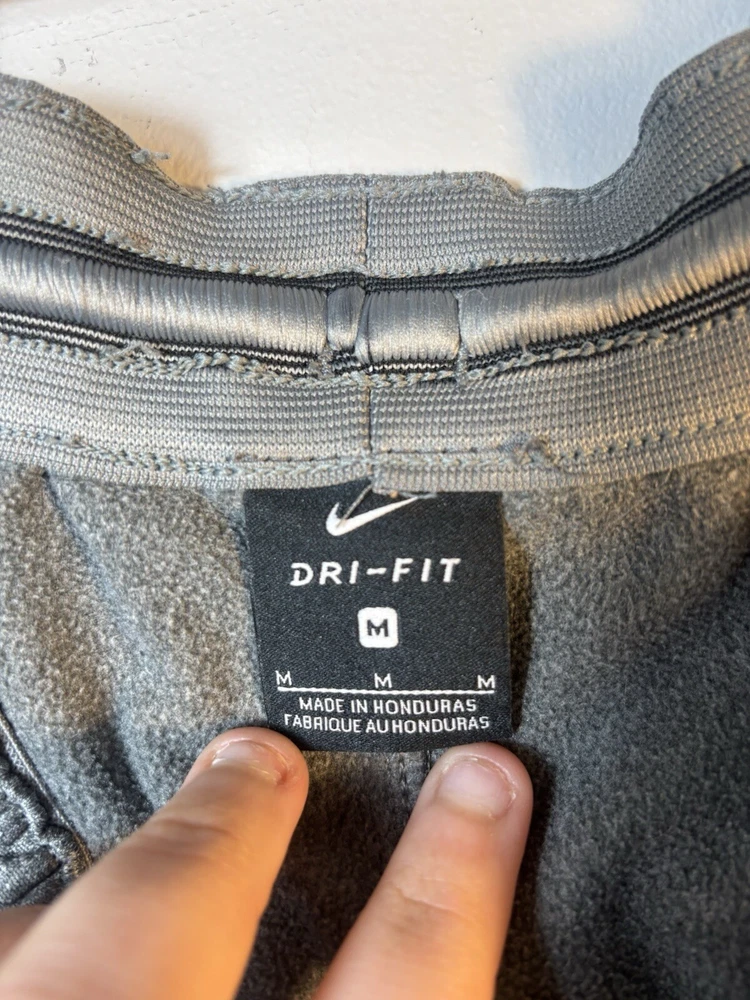 DRI-FIT
M
M M M
MADE IN HONDURAS
FABRIQUE AU HONDURAS